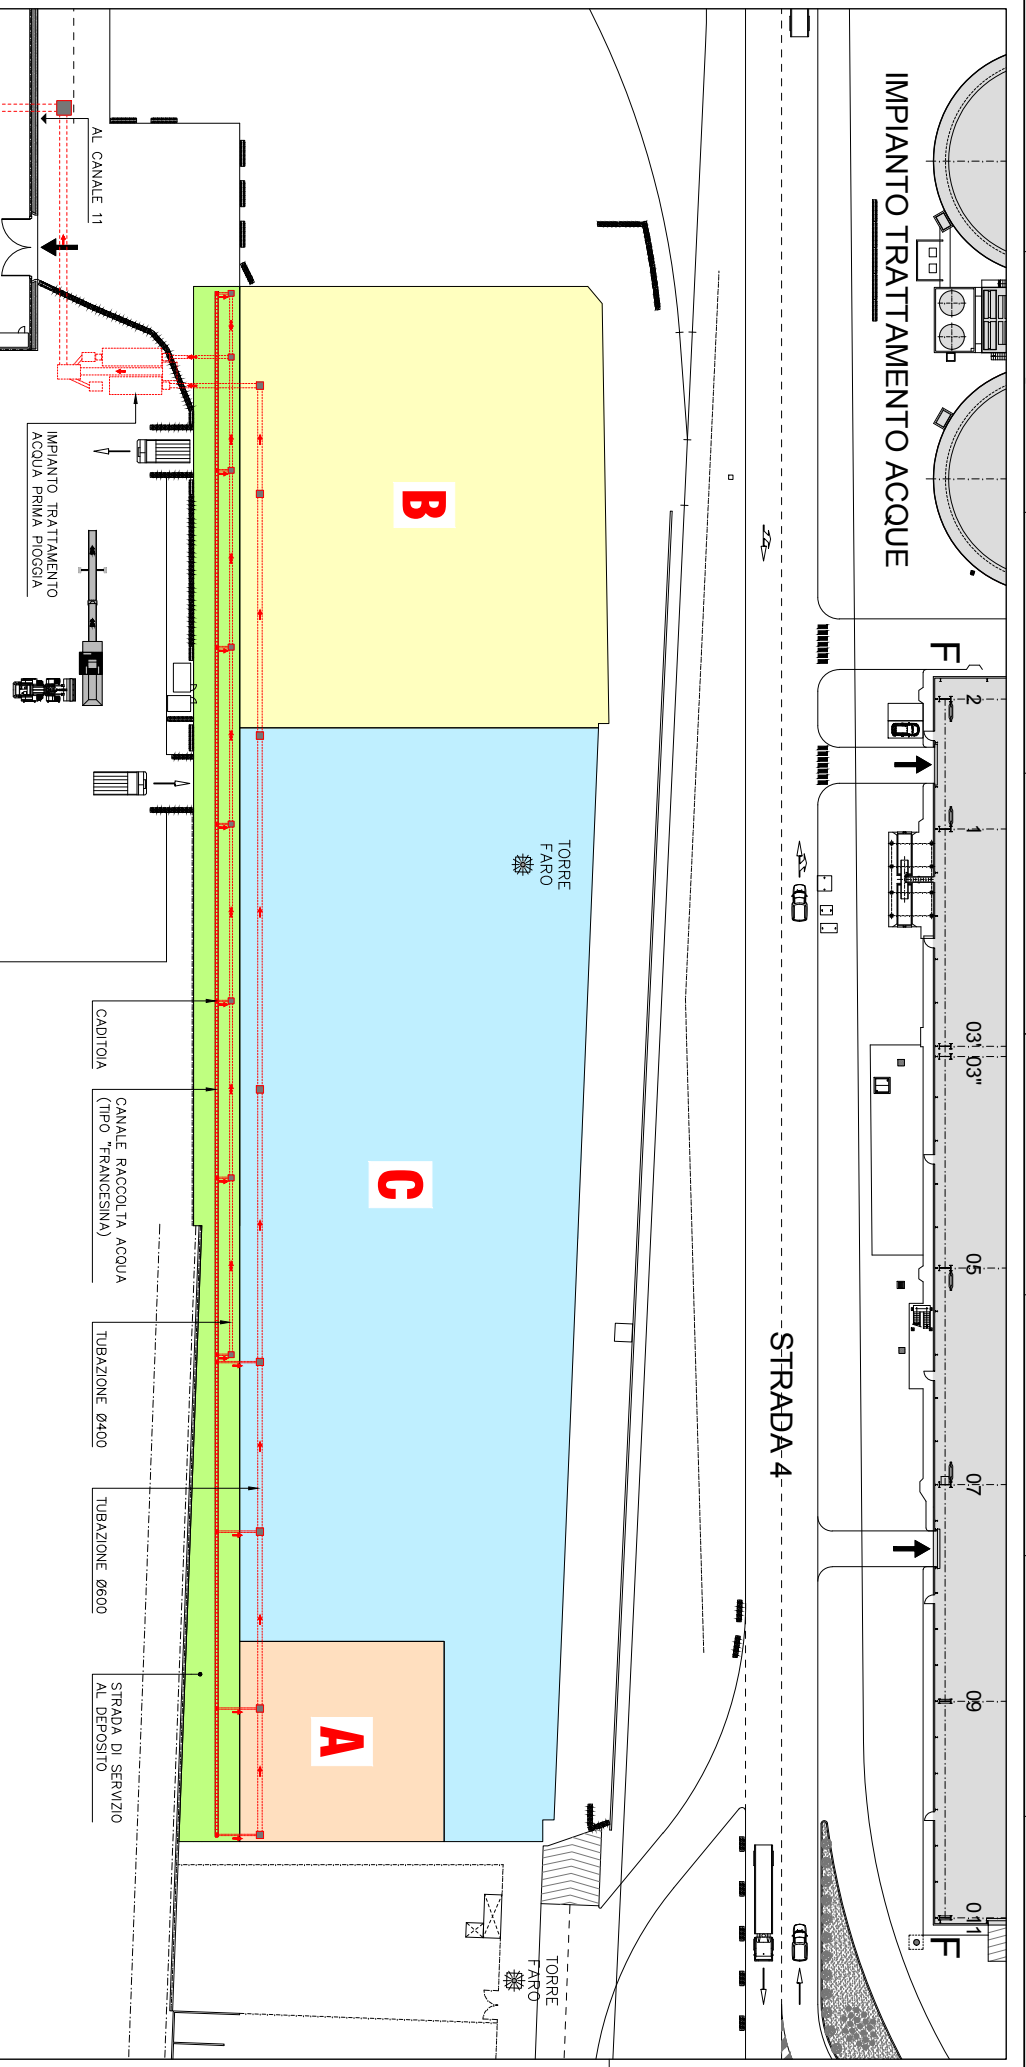 IMPIANTO TRATTAMENTO ACQUE
F
2
1
03'
03"
05
07
09
011
F
STRADA 4
TORRE
FARO
TORRE
FARO
B
C
A
AL CANALE 11
IMPIANTO TRATTAMENTO
ACQUA PRIMA PIOGGIA
CADITOIA
CANALE RACCOLTA ACQUA
(TIPO "FRANCESINA)
TUBAZIONE Ø400
TUBAZIONE Ø600
STRADA DI SERVIZIO
AL DEPOSITO